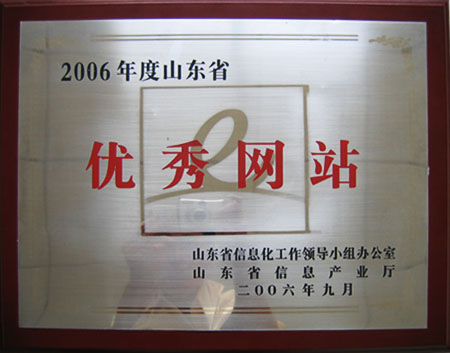 2006年度山东省
优秀网站
山东省信息化工作领导小组办公室
山东省信息产业厅
二〇〇六年九月